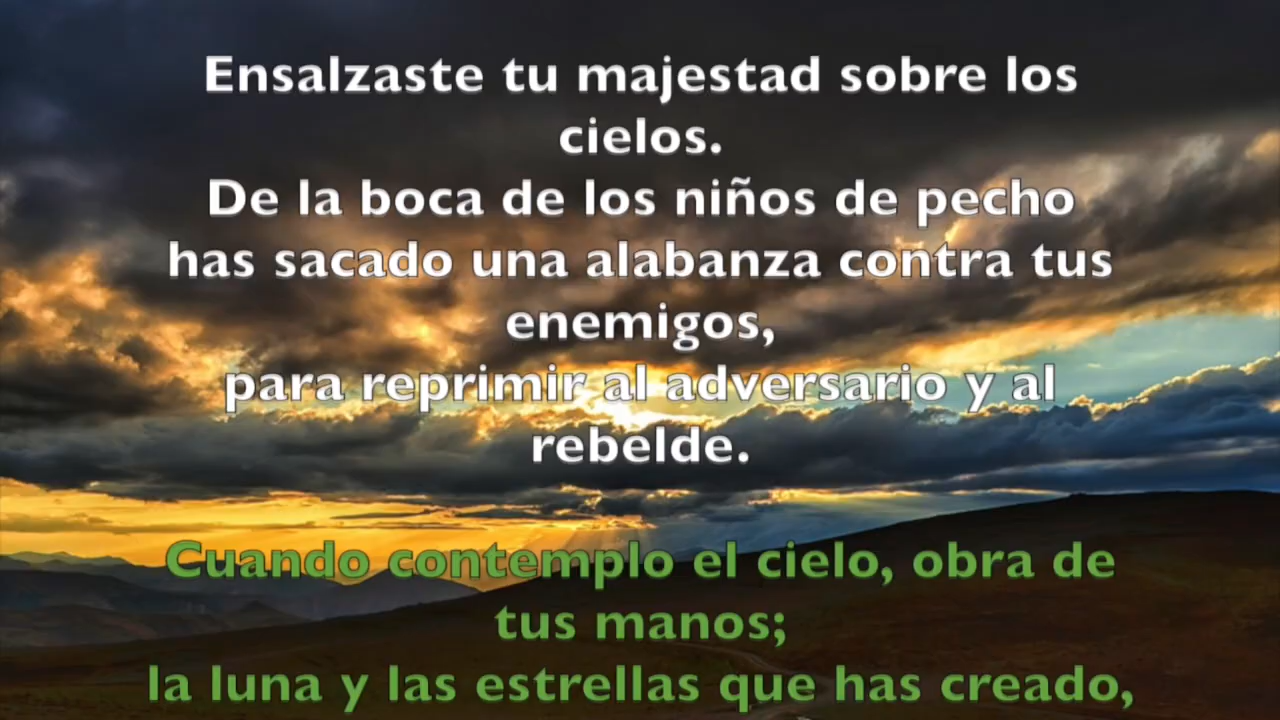 Ensalzaste tu majestad sobre los
cielos.
De la boca de los niños de pecho
has sacado una alabanza contra tus
enemigos,
para reprimir al adversario y al
rebelde.
Cuando contemplo el cielo, obra de
tus manos;
la luna y las estrellas que has creado,